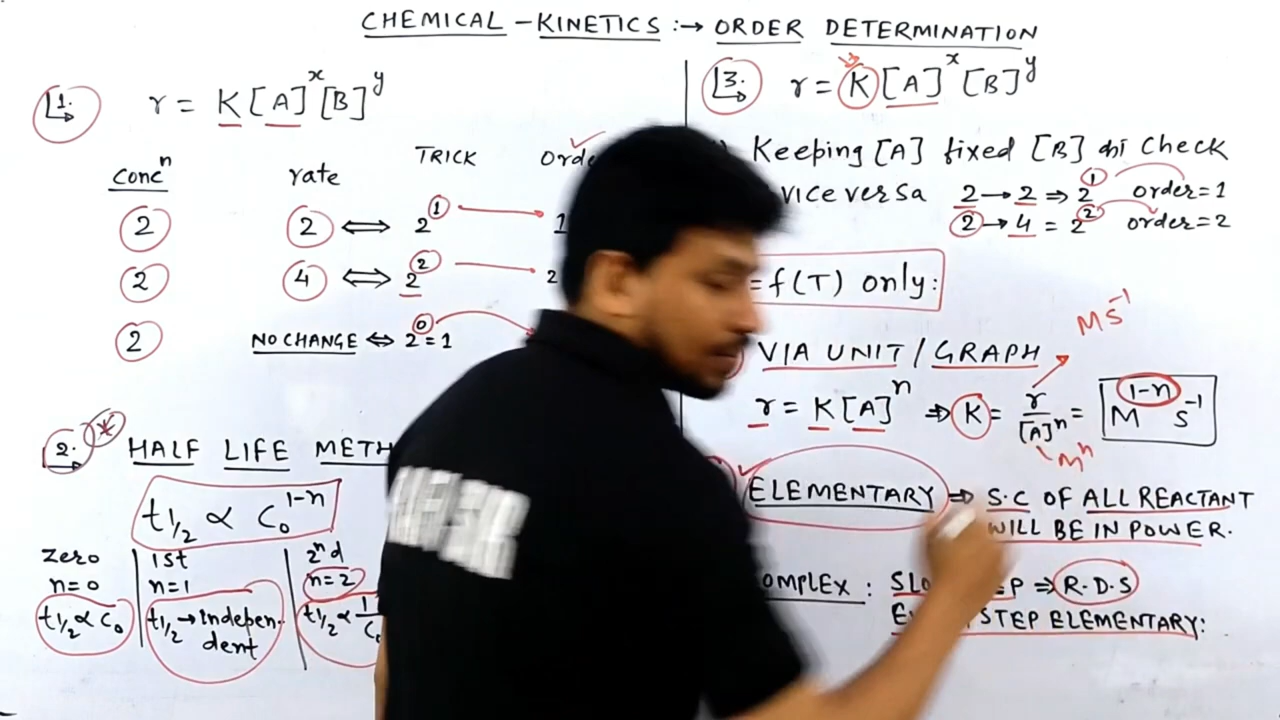 CHEMICAL - KINETICS :→ ORDER DETERMINATION
1. r = K [A]^x [B]^y
concⁿ rate TRICK
2 2 ⇔ 2^1 → 1
2 4 ⇔ 2^2 → 2
2 NO CHANGE ⇔ 2^0 = 1
2. * HALF LIFE
t1/2 ∝ C₀^1-n
zero 1st 2nd
n=0 n=1 n=2
t1/2 ∝ C₀ t1/2 → Indepen- t1/2 ∝ 1
dent
3. r = K [A]^x [B]^y
Keeping [A] fixed [B] का Check
vice versa 2 → 2 ⇒ 2^1 order = 1
2 → 4 = 2^2 order = 2
= f(T) only:
MS^-1
VIA UNIT / GRAPH
r = K [A]^n ⇒ K = r/[A]^n = M^1-n S^-1
M^n
ELEMENTARY ⇒ S.C OF ALL REACTANT
WILL BE IN POWER.
: ⇒ R.D.S
STEP ELEMENTARY: